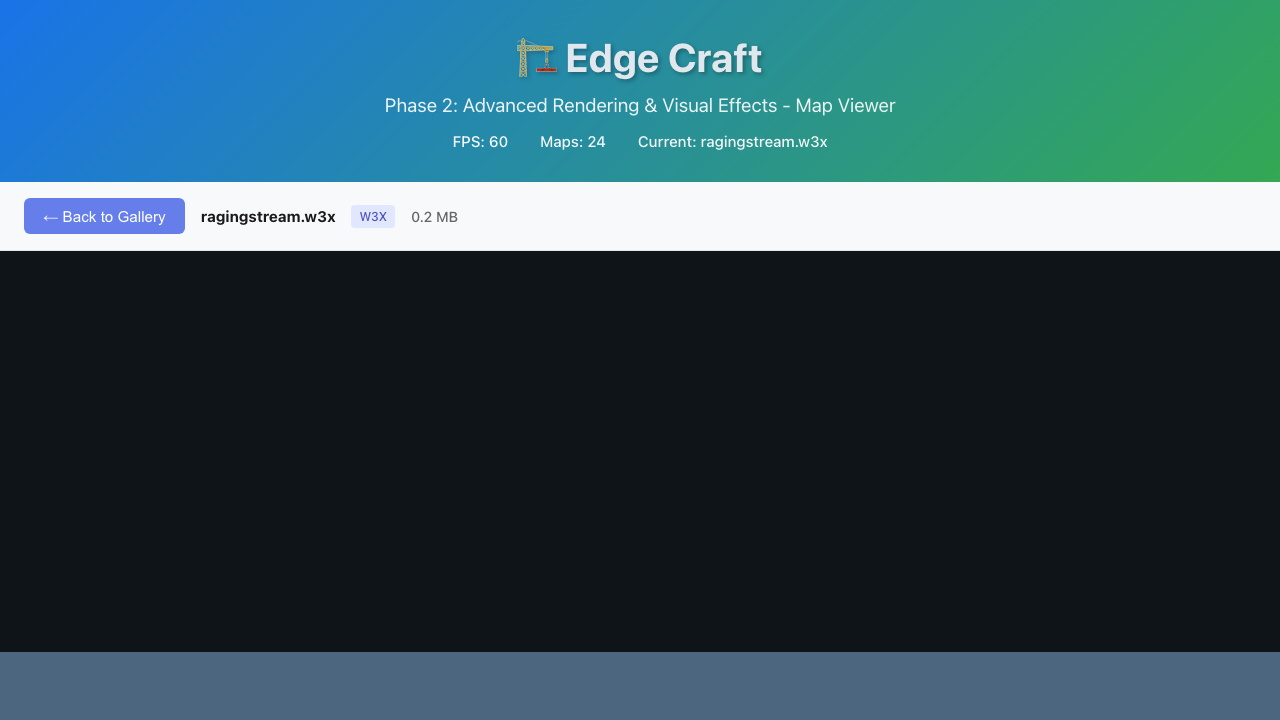 Edge Craft
Phase 2: Advanced Rendering & Visual Effects - Map Viewer
FPS: 60 Maps: 24 Current: ragingstream.w3x
← Back to Gallery ragingstream.w3x W3X 0.2 MB